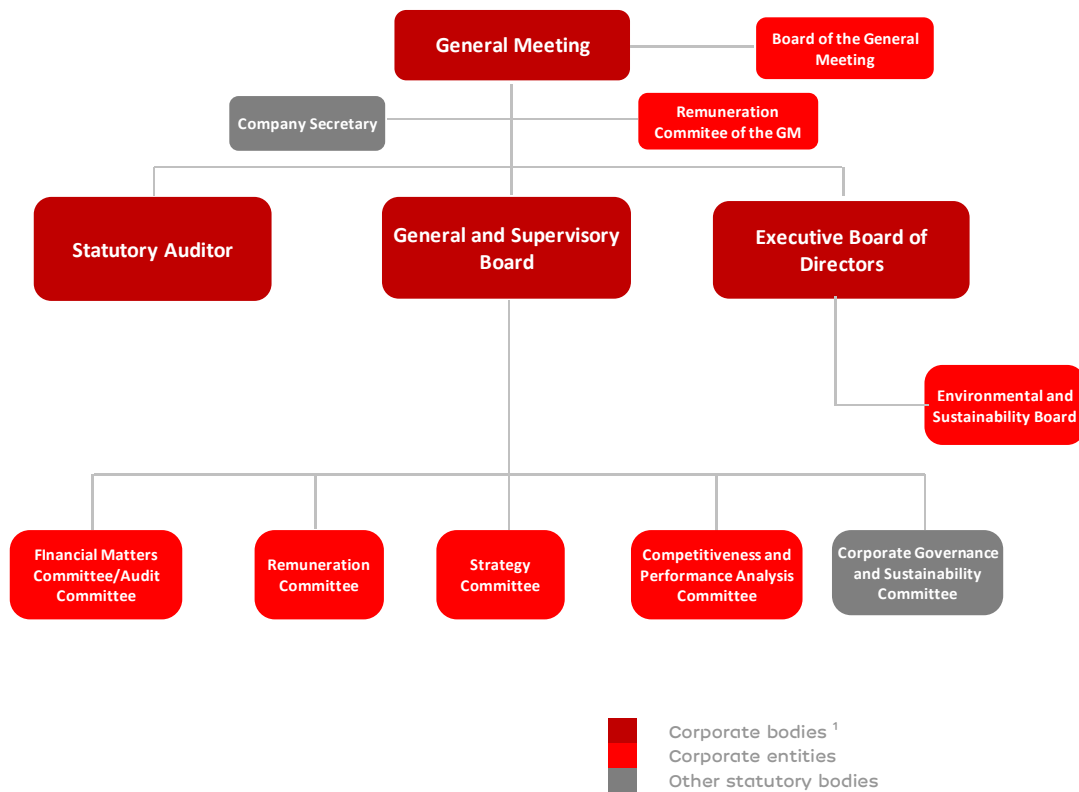 General Meeting
Board of the General
Meeting
Company Secretary
Remuneration
Commitee of the GM
Statutory Auditor
General and Supervisory
Board
Executive Board of
Directors
Environmental and
Sustainability Board
FInancial Matters
Committee/Audit
Committee
Remuneration
Committee
Strategy
Committee
Competitiveness and
Performance Analysis
Committee
Corporate Governance
and Sustainability
Committee
Corporate bodies ¹
Corporate entities
Other statutory bodies